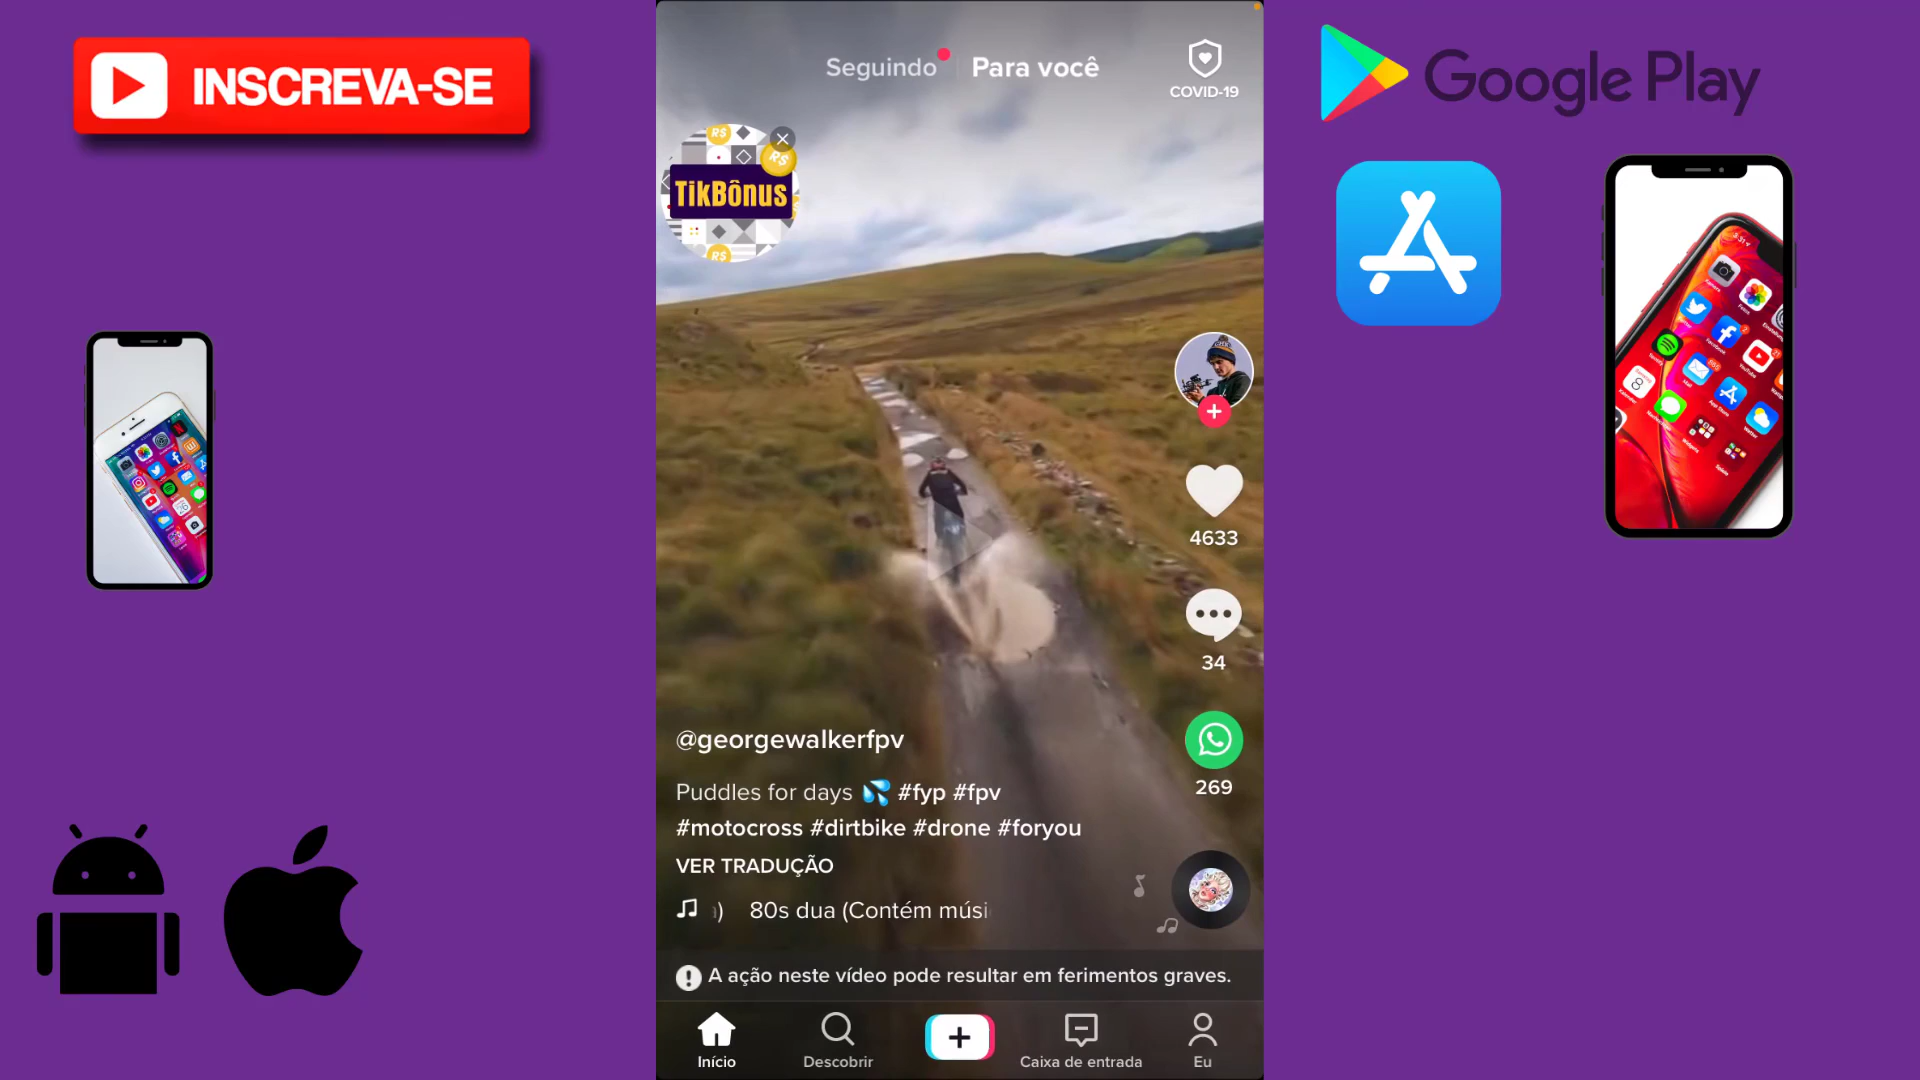 INSCREVA-SE
Seguindo
Para você
COVID-19
Google Play
R$
R$
TikBônus
R$
4633
34
269
@georgewalkerfpv
Puddles for days 💦 #fyp #fpv
#motocross #dirtbike #drone #foryou
VER TRADUÇÃO
) 80s dua (Contém músi
A ação neste vídeo pode resultar em ferimentos graves.
Início
Descobrir
Caixa de entrada
Eu